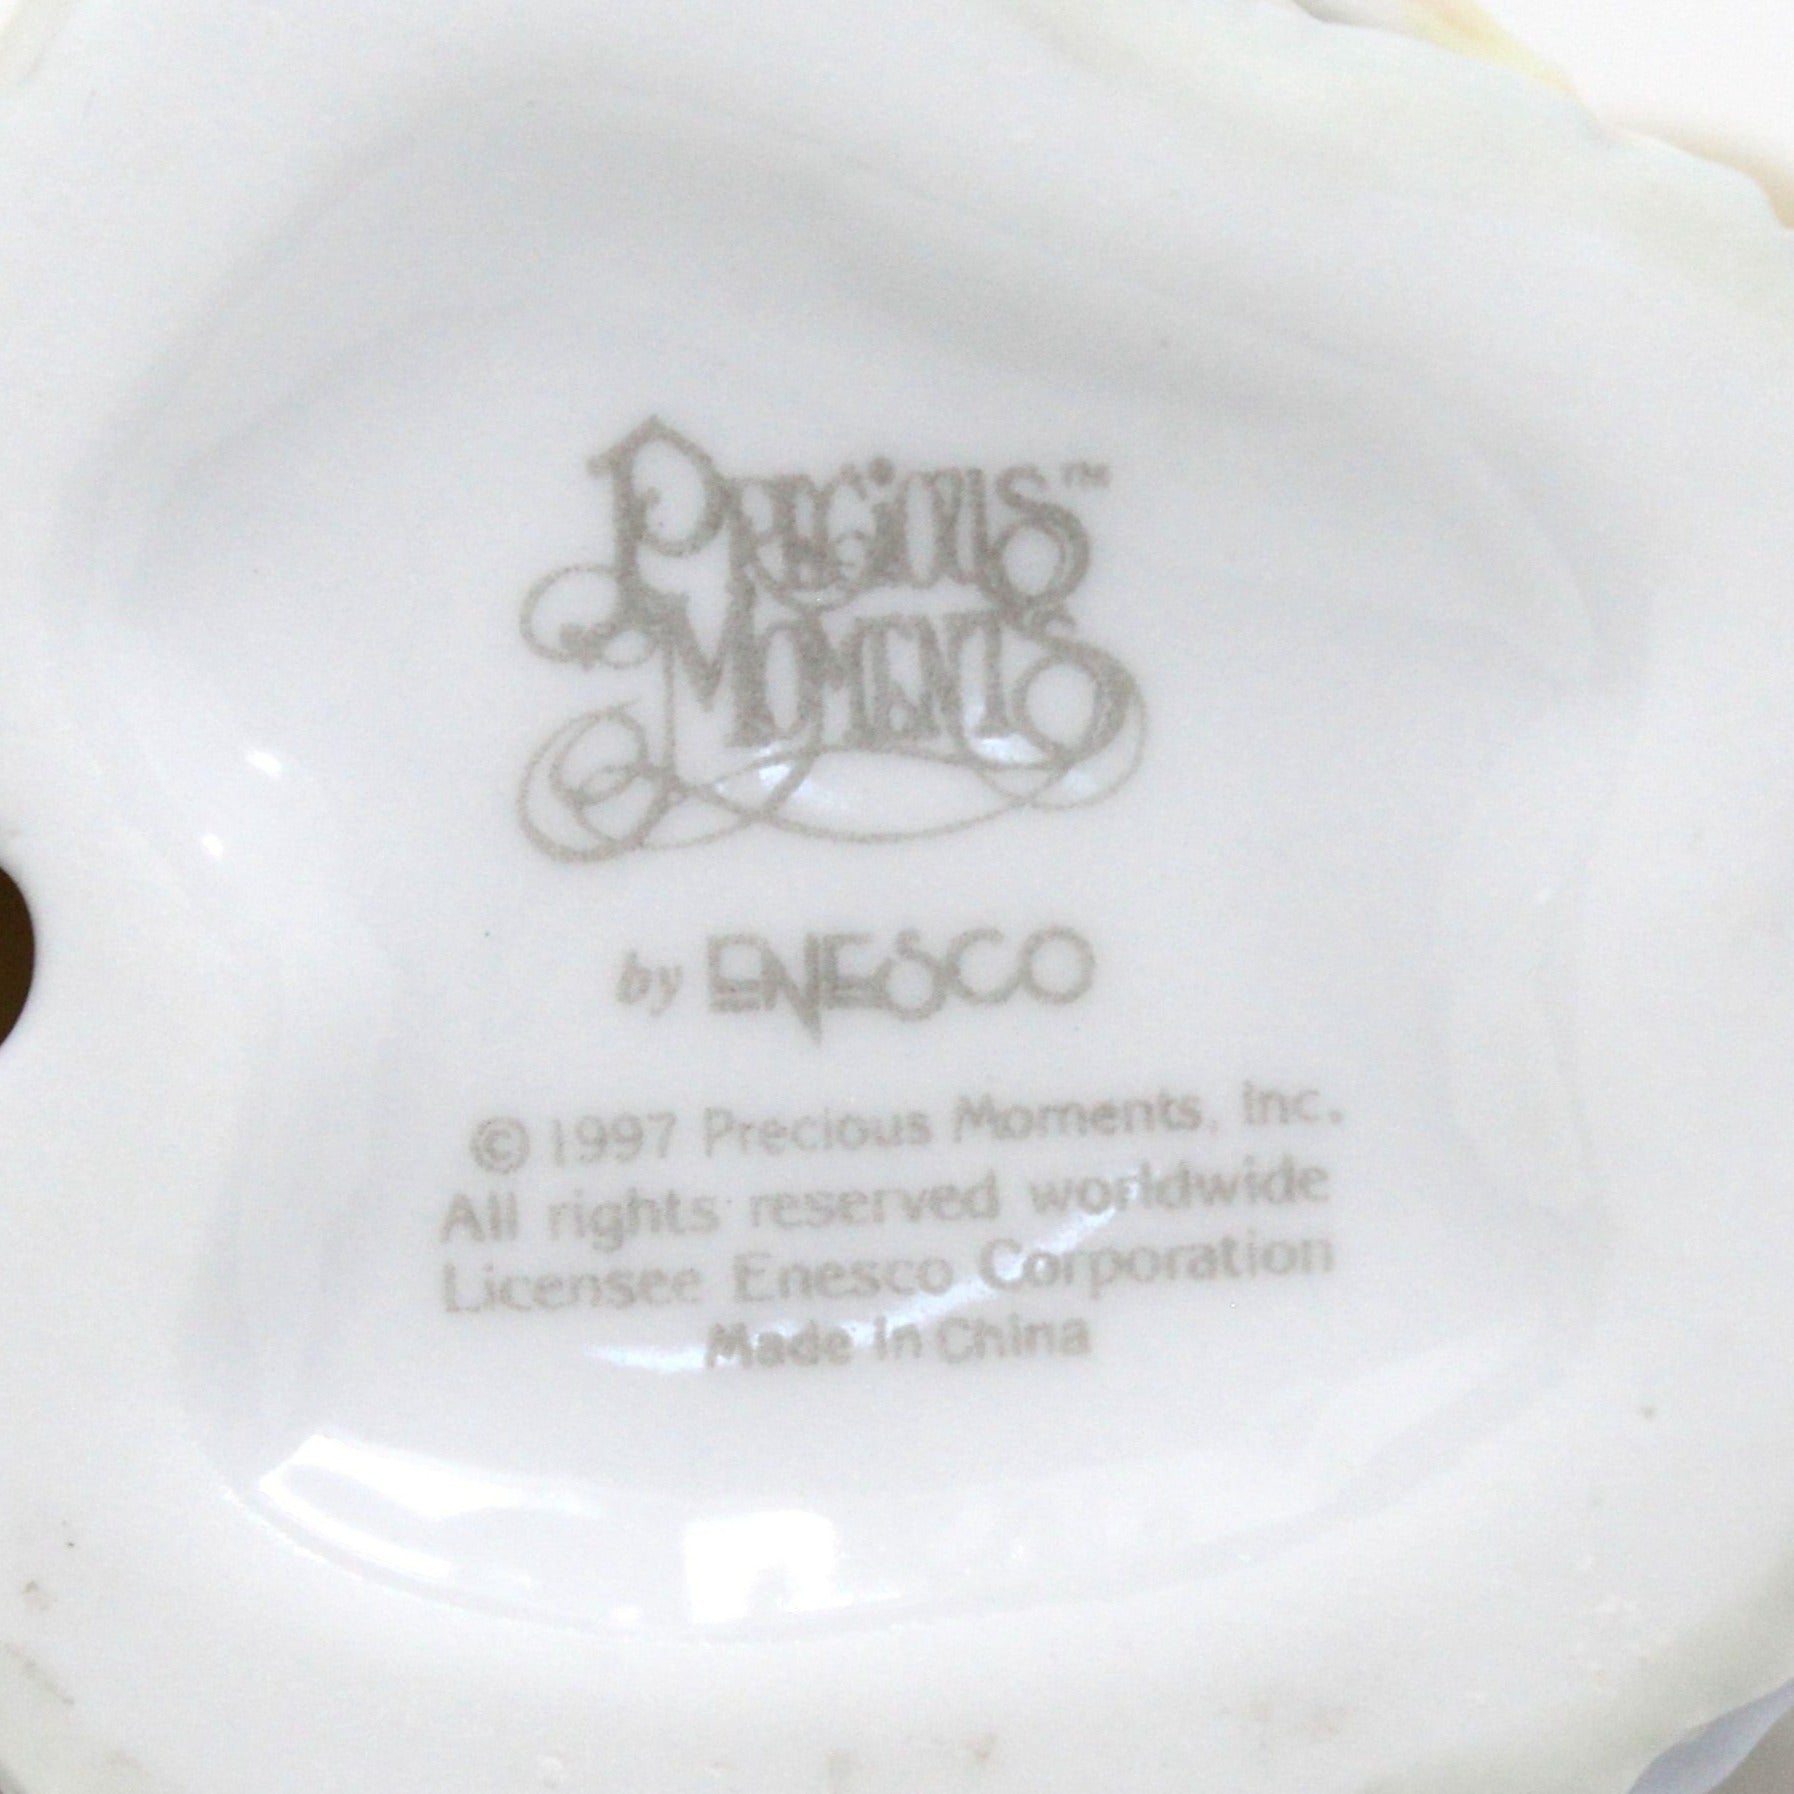 Precious™
Moments
by ENESCO
© 1997 Precious Moments, Inc.
All rights reserved worldwide
Licensee Enesco Corporation
Made in China